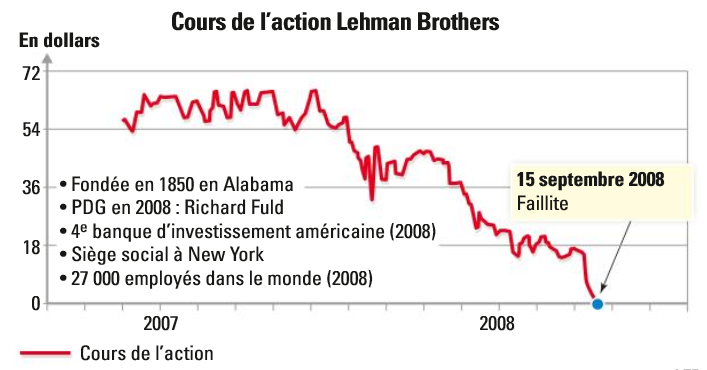 Cours de l'action Lehman Brothers
En dollars
72
54
36
18
0
• Fondée en 1850 en Alabama
• PDG en 2008 : Richard Fuld
• 4e banque d'investissement américaine (2008)
• Siège social à New York
• 27 000 employés dans le monde (2008)
15 septembre 2008
Faillite
2007
2008
Cours de l'action